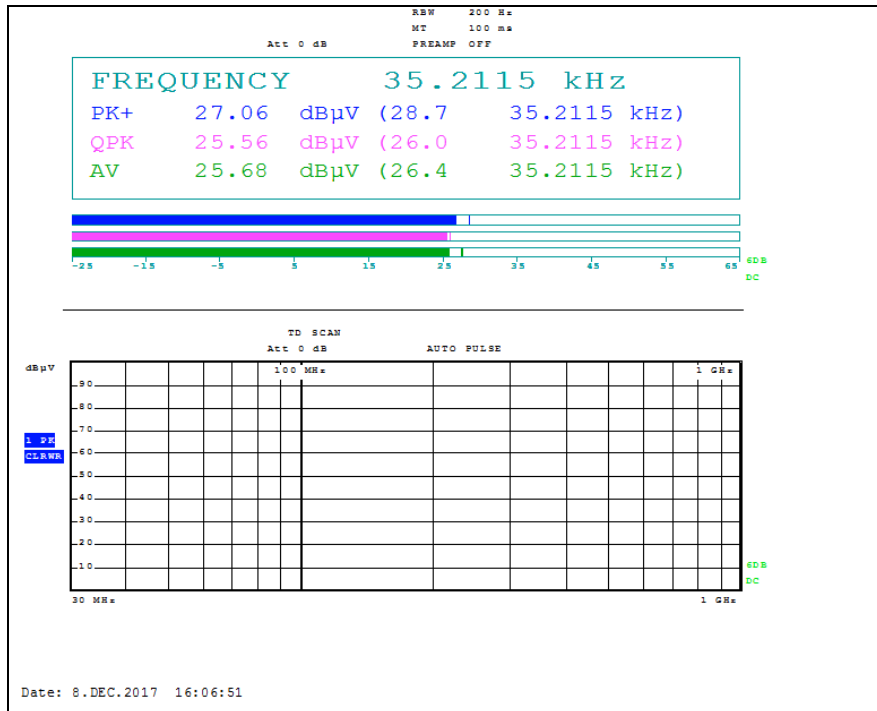 RBW 200 Hz
MT 100 ms
Att 0 dB PREAMP OFF
FREQUENCY 35.2115 kHz
PK+ 27.06 dBµV (28.7 35.2115 kHz)
QPK 25.56 dBµV (26.0 35.2115 kHz)
AV 25.68 dBµV (26.4 35.2115 kHz)
-25 -15 -5 5 15 25 35 45 55 65
6DB
DC
TD SCAN
Att 0 dB AUTO PULSE
dBµV
100 MHz 1 GHz
90
80
70
1 PK
CLRWR
60
50
40
30
20
10
6DB
DC
30 MHz 1 GHz
Date: 8.DEC.2017 16:06:51